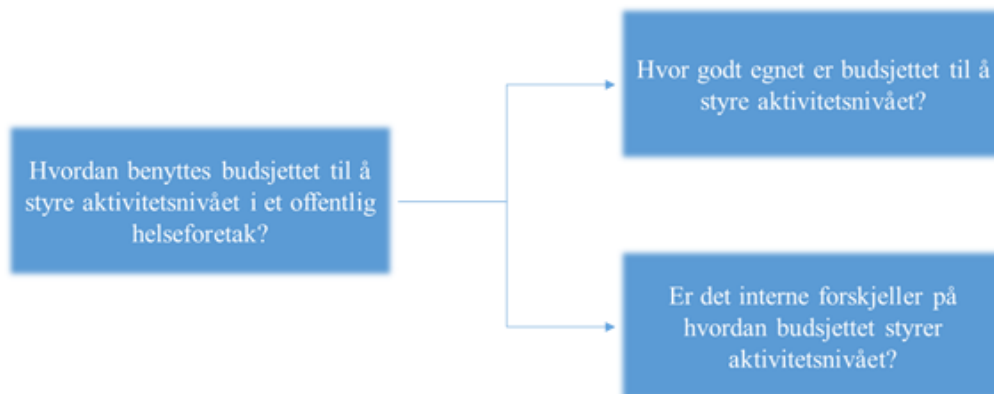 Hvordan benyttes budsjettet til å
styre aktivitetsnivået i et offentlig
helseforetak?
Hvor godt egnet er budsjettet til å
styre aktivitetsnivået?
Er det interne forskjeller på
hvordan budsjettet styrer
aktivitetsnivået?